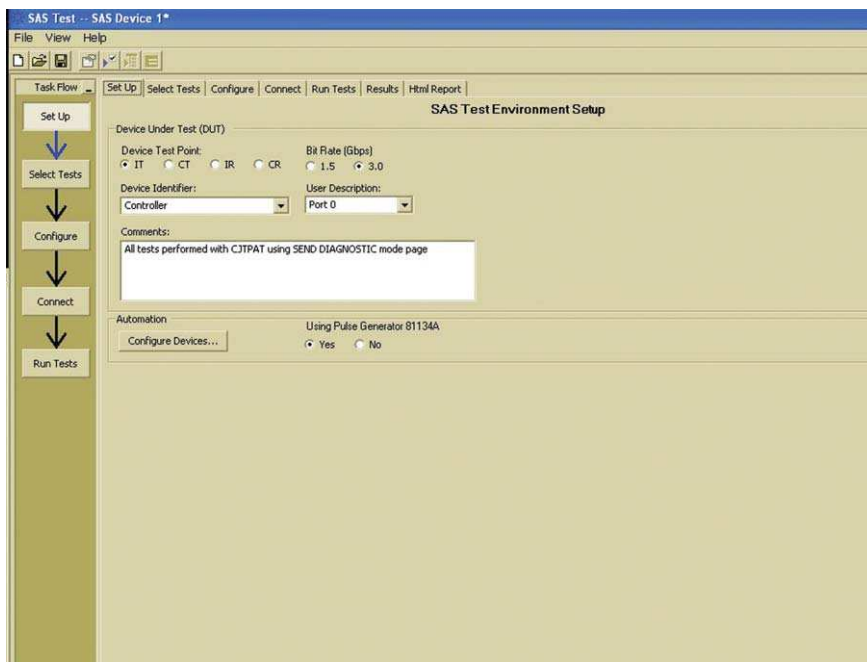 SAS Test -- SAS Device 1*
File View Help
Task Flow
Set Up Select Tests Configure Connect Run Tests Results Html Report
Set Up
Select Tests
Configure
Connect
Run Tests
SAS Test Environment Setup
Device Under Test (DUT)
Device Test Point: Bit Rate (Gbps)
IT CT IR CR 1.5 3.0
Device Identifier: User Description:
Controller Port 0
Comments:
All tests performed with CJTPAT using SEND DIAGNOSTIC mode page
Automation
Using Pulse Generator 81134A
Configure Devices... Yes No